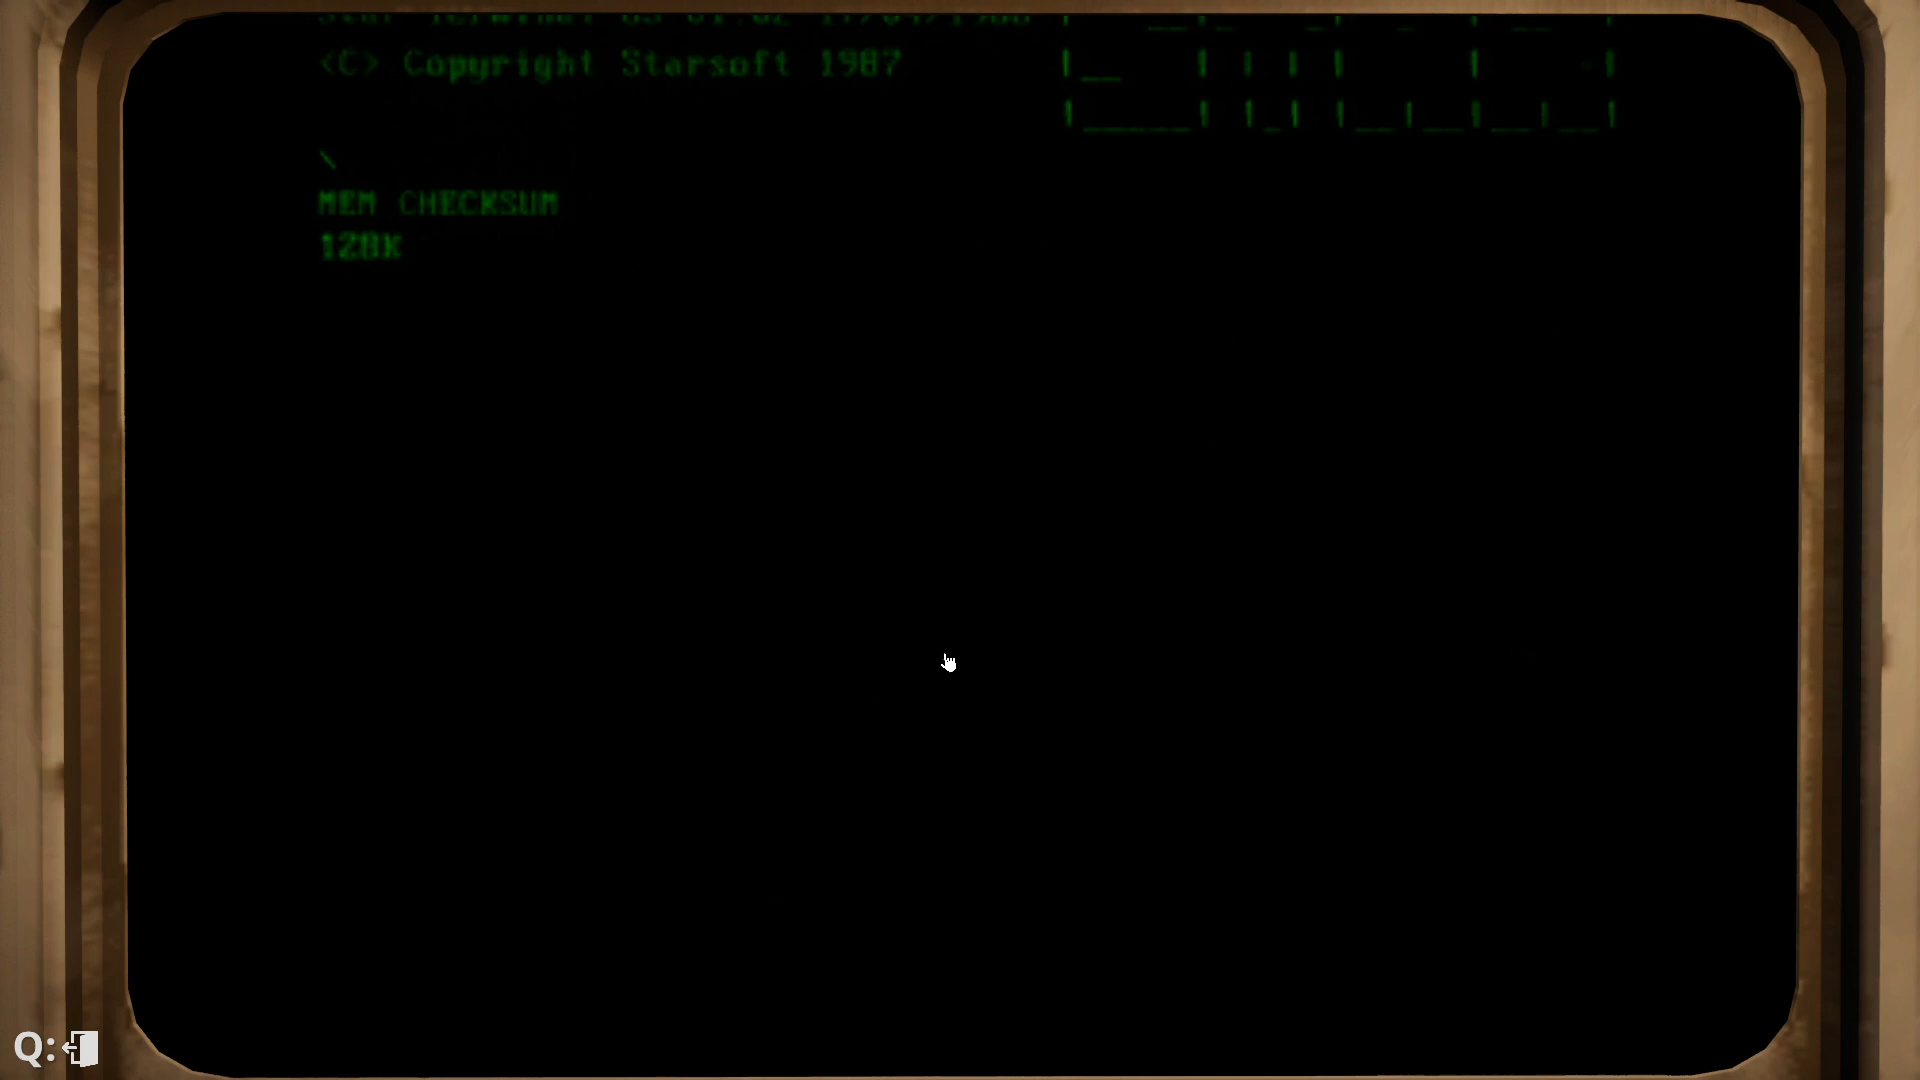 <C> Copyright Starsoft 1987
\
MEM CHECKSUM
128K
Q: